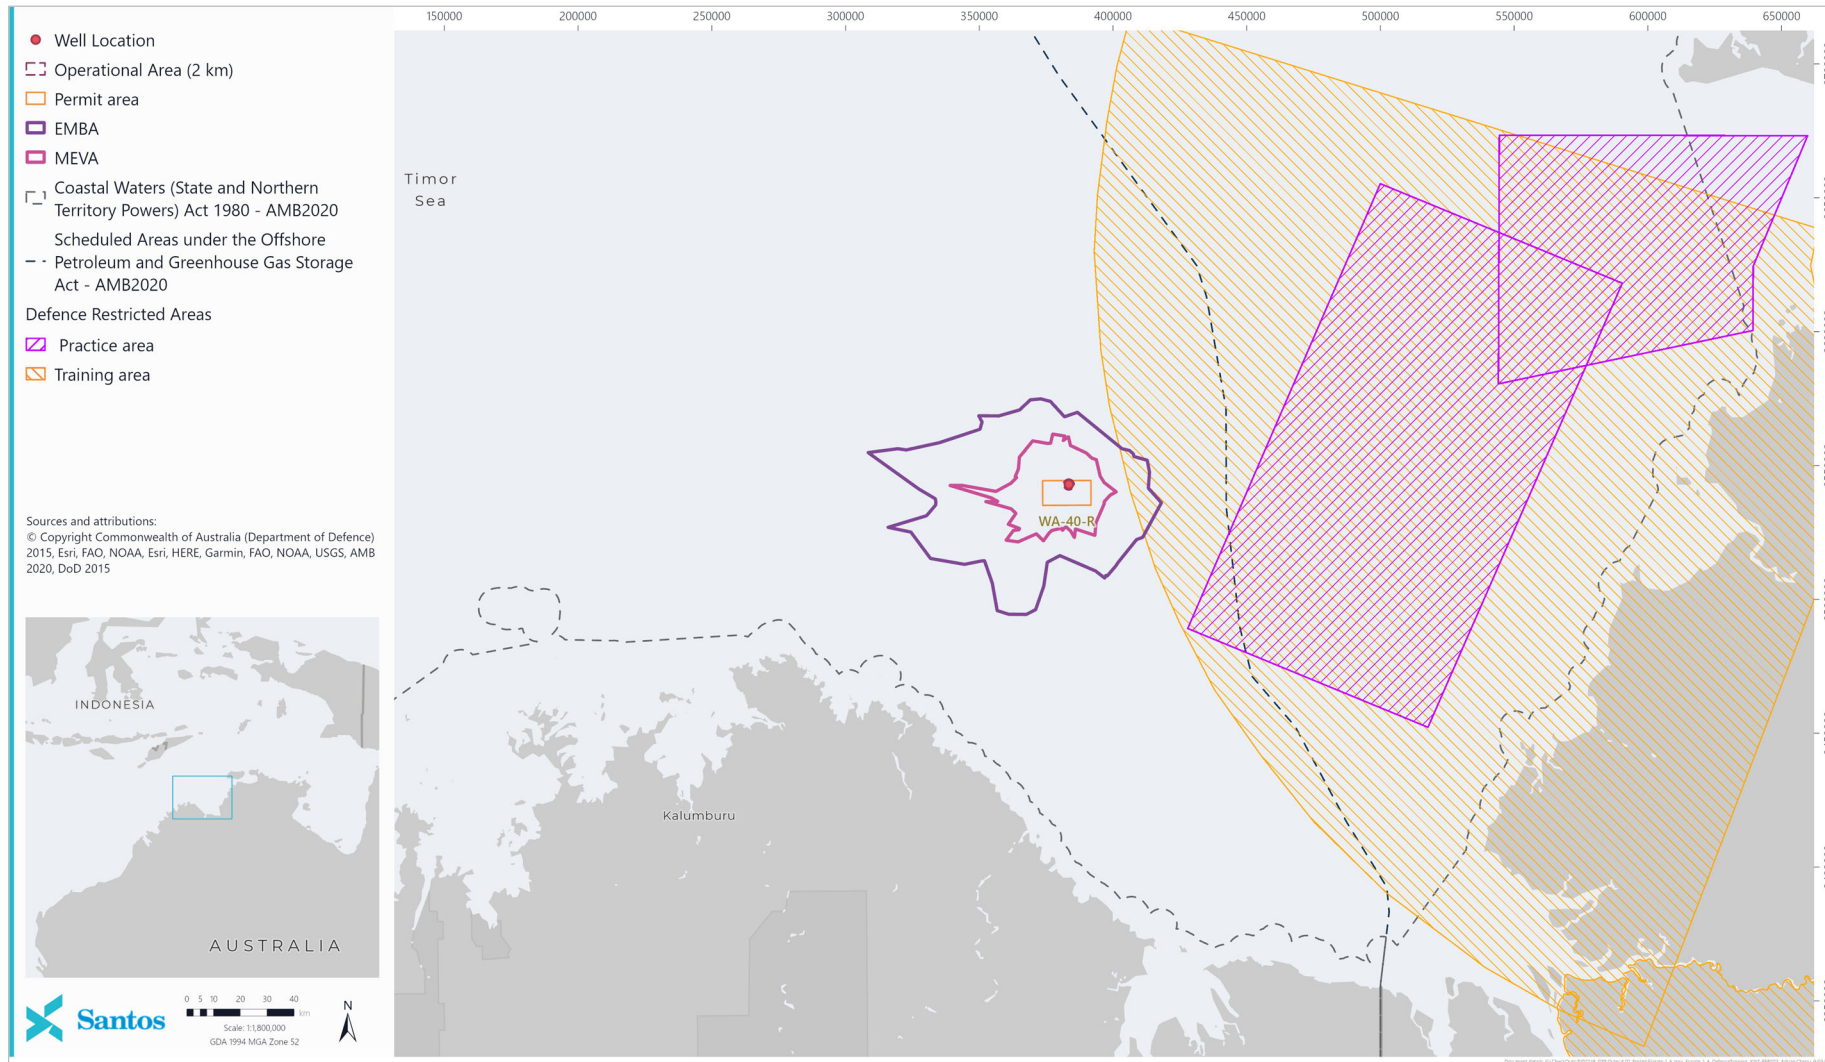 150000 200000 250000 300000 350000 400000 450000 500000 550000 600000 650000
Well Location
Operational Area (2 km)
Permit area
EMBA
MEVA
Coastal Waters (State and Northern
Territory Powers) Act 1980 - AMB2020
Scheduled Areas under the Offshore
Petroleum and Greenhouse Gas Storage
Act - AMB2020
Defence Restricted Areas
Practice area
Training area
Sources and attributions:
© Copyright Commonwealth of Australia (Department of Defence)
2015, Esri, FAO, NOAA, Esri, HERE, Garmin, FAO, NOAA, USGS, AMB
2020, DoD 2015
INDONESIA
AUSTRALIA
Santos
0 5 10 20 30 40
km
Scale: 1:1,800,000
GDA 1994 MGA Zone 52
N
Timor
Sea
WA-40-R
Kalumburu